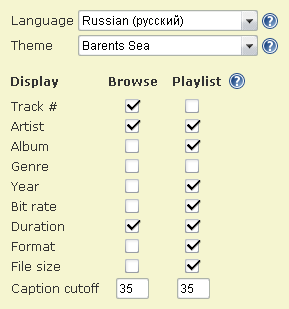 Language Russian (русский) ?
Theme Barents Sea ?
Display Browse Playlist ?
Track #
Artist
Album
Genre
Year
Bit rate
Duration
Format
File size
Caption cutoff 35 35